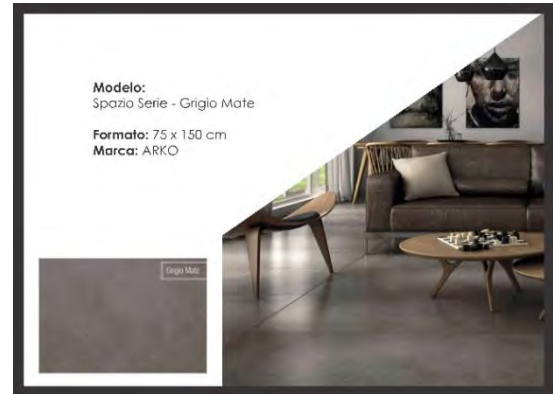 Modelo:
Spazio Serie - Grigio Mate
Formato: 75 x 150 cm
Marca: ARKO
Grigio Mate